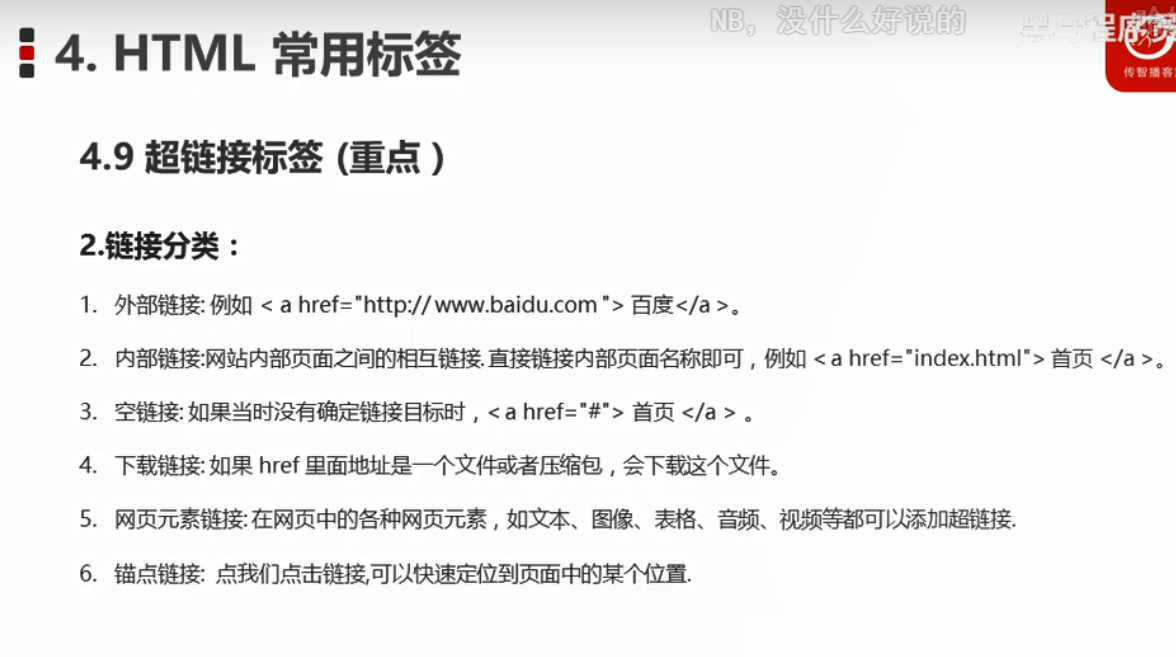 NB，没什么好说的
黑马程序员
传智播客
4. HTML 常用标签
4.9 超链接标签 (重点 )
2.链接分类：
1. 外部链接: 例如 < a href="http:// www.baidu.com "> 百度</a >。
2. 内部链接:网站内部页面之间的相互链接. 直接链接内部页面名称即可，例如 < a href="index.html"> 首页 </a >。
3. 空链接: 如果当时没有确定链接目标时，< a href="#"> 首页 </a > 。
4. 下载链接: 如果 href 里面地址是一个文件或者压缩包，会下载这个文件。
5. 网页元素链接: 在网页中的各种网页元素，如文本、图像、表格、音频、视频等都可以添加超链接.
6. 锚点链接: 点我们点击链接,可以快速定位到页面中的某个位置.